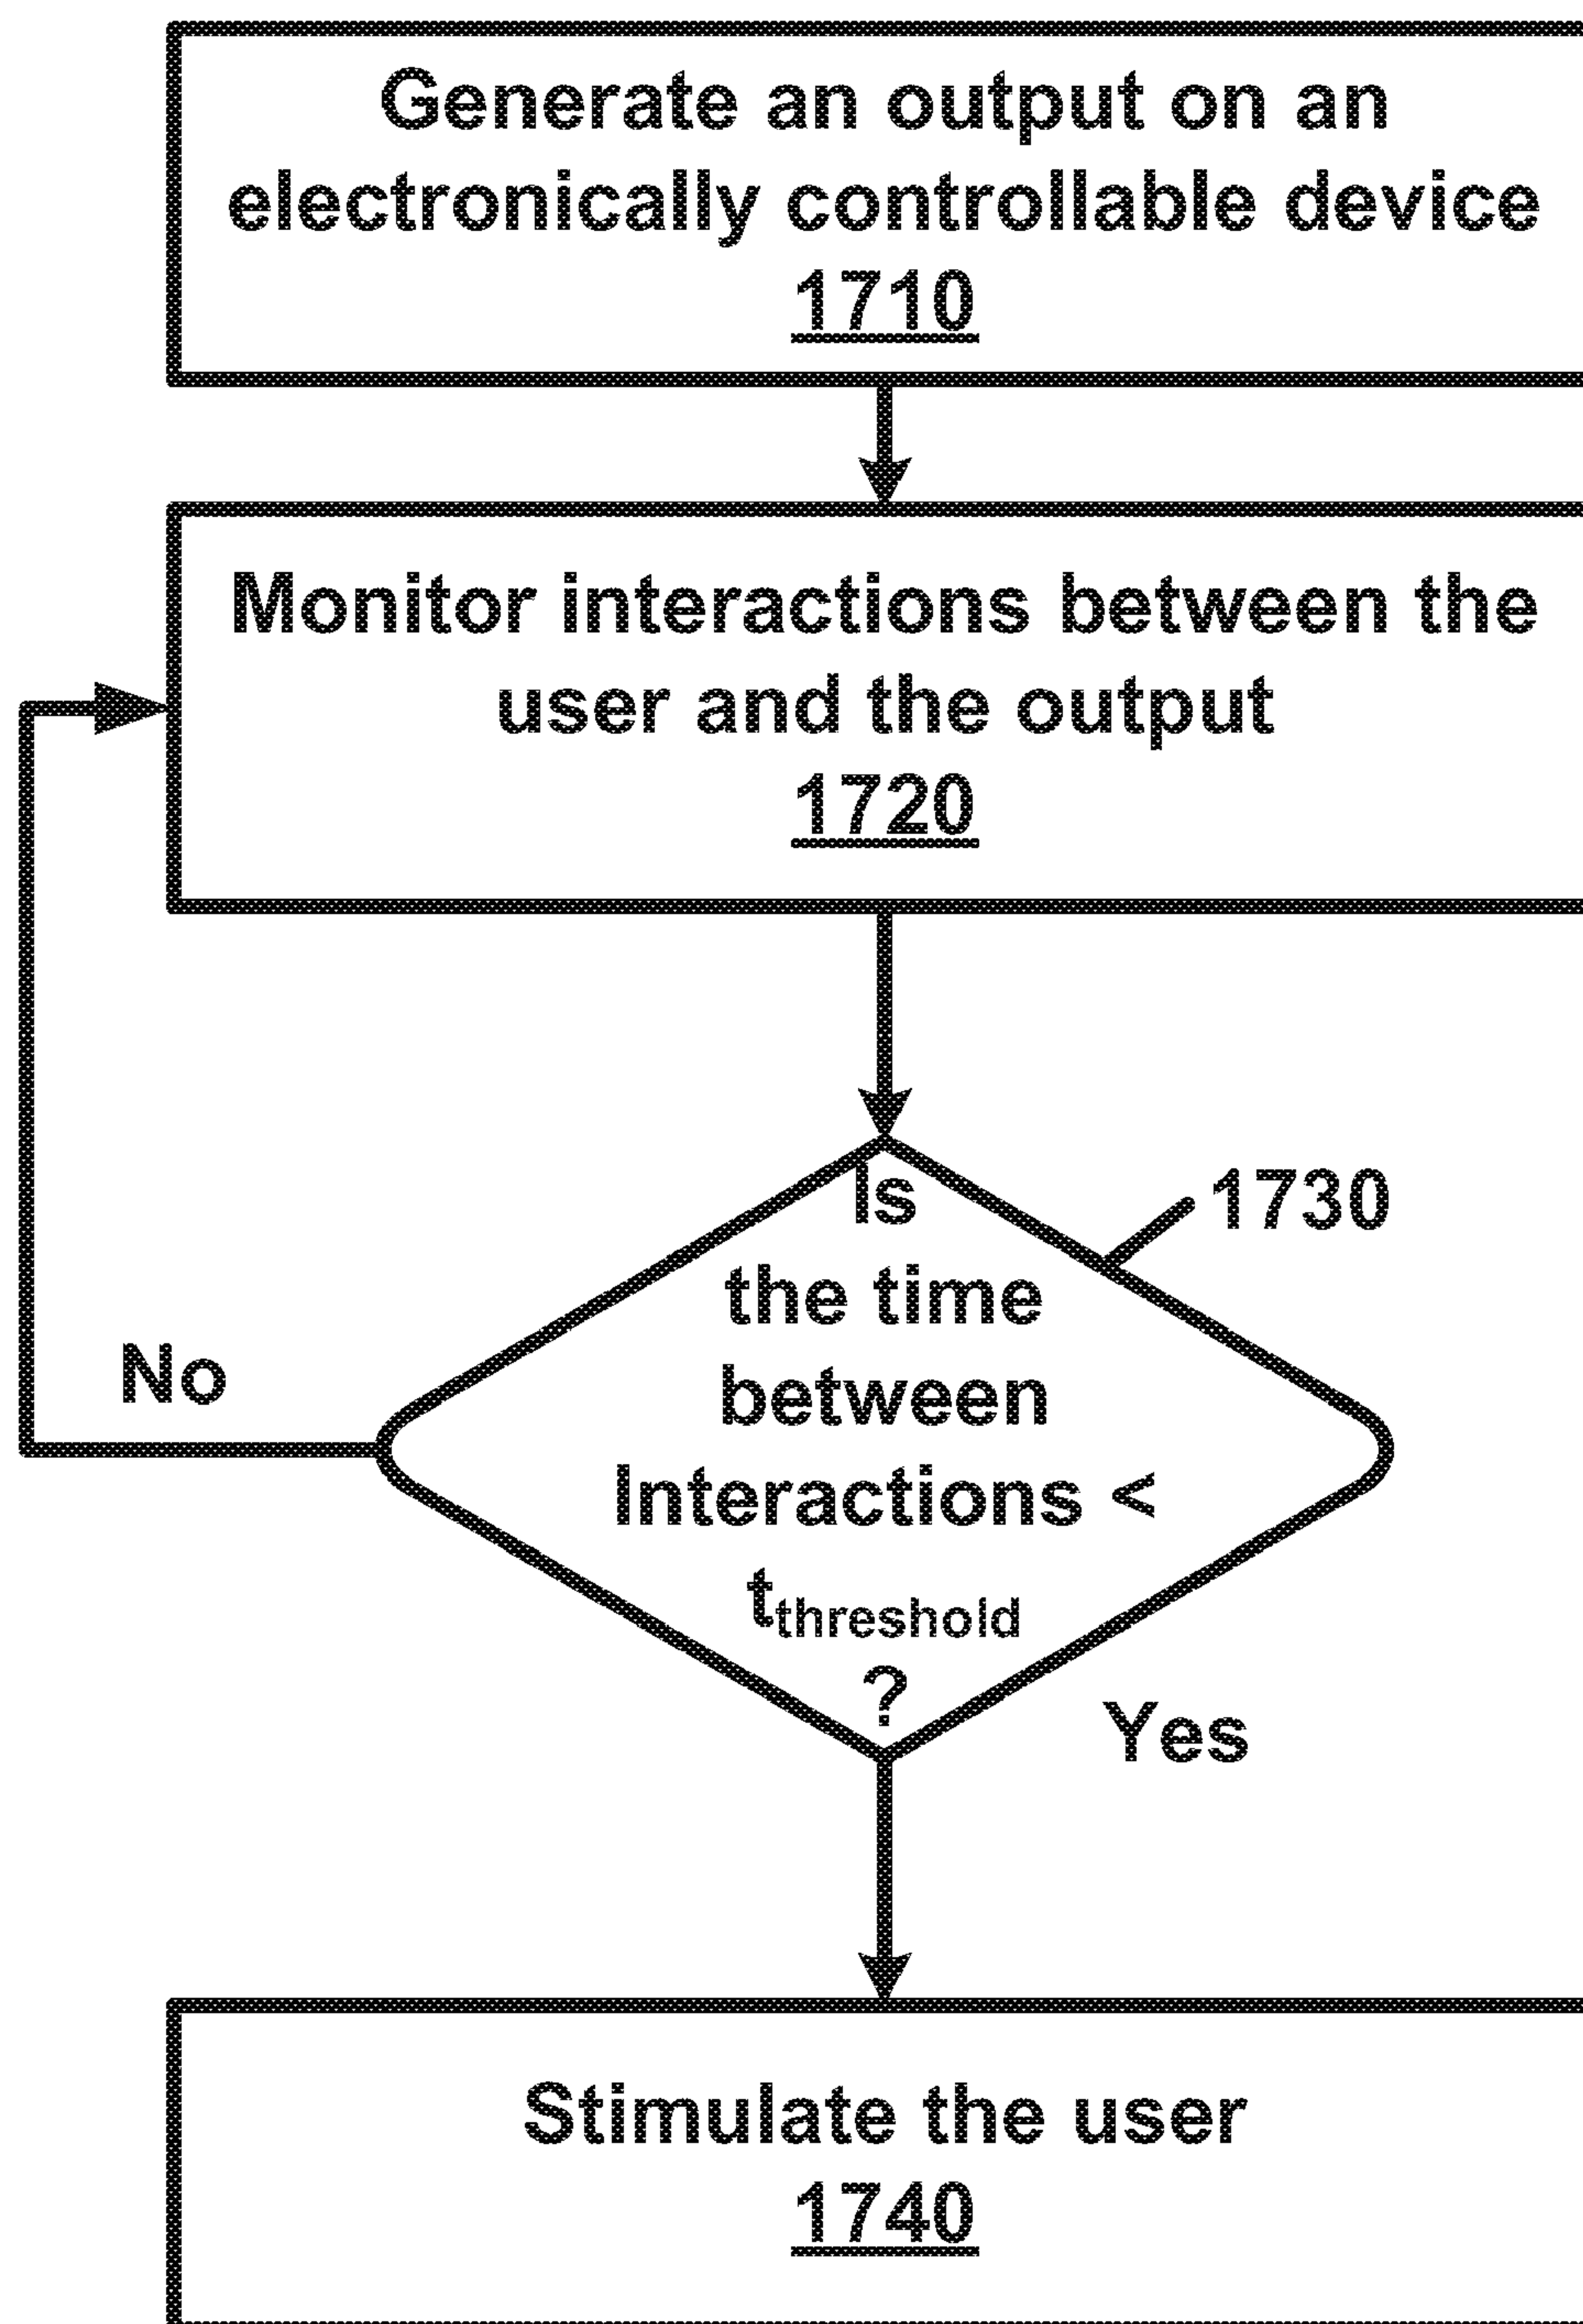 Generate an output on an
electronically controllable device
1710
Monitor interactions between the
user and the output
1720
Is
the time
between
Interactions <
tthreshold
?
1730
No
Yes
Stimulate the user
1740